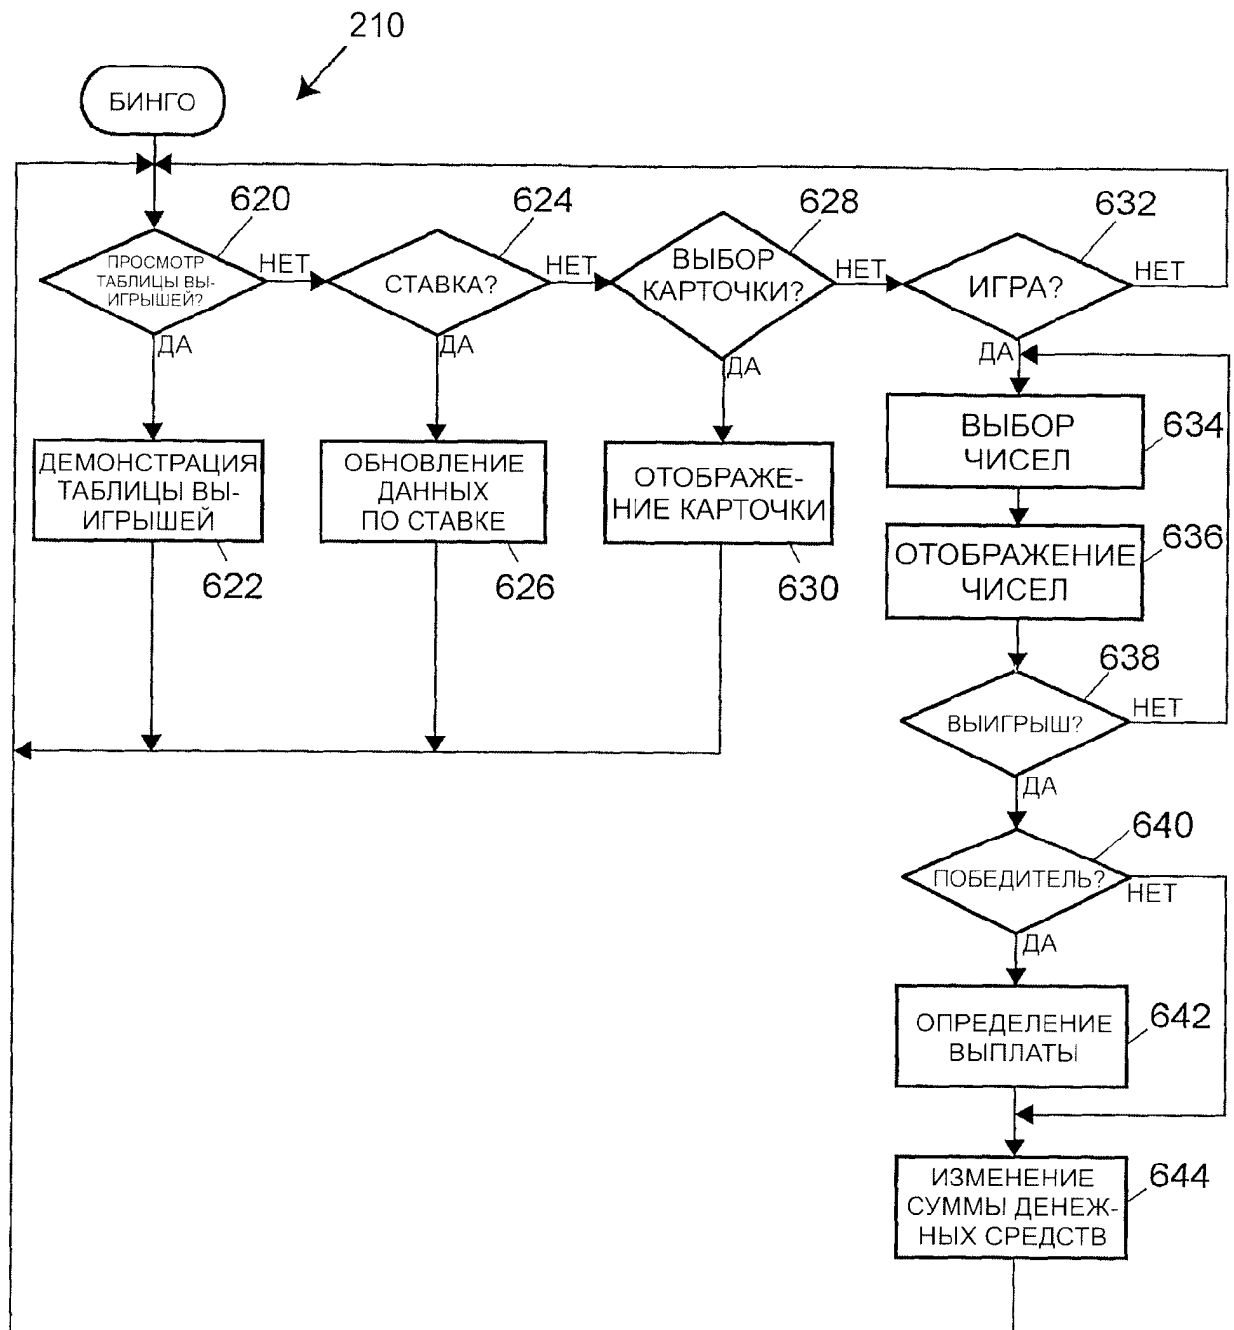 210
БИНГО
620
ПРОСМОТР
ТАБЛИЦЫ ВЫ-
ИГРЫШЕЙ?
НЕТ
ДА
624
СТАВКА?
НЕТ
ДА
628
ВЫБОР
КАРТОЧКИ?
НЕТ
ДА
632
ИГРА?
НЕТ
ДА
ДЕМОНСТРАЦИЯ
ТАБЛИЦЫ ВЫ-
ИГРЫШЕЙ
622
ОБНОВЛЕНИЕ
ДАННЫХ
ПО СТАВКЕ
626
ОТОБРАЖЕ-
НИЕ КАРТОЧКИ
630
ВЫБОР
ЧИСЕЛ
634
ОТОБРАЖЕНИЕ
ЧИСЕЛ
636
638
ВЫИГРЫШ?
НЕТ
ДА
640
ПОБЕДИТЕЛЬ?
НЕТ
ДА
ОПРЕДЕЛЕНИЕ
ВЫПЛАТЫ
642
ИЗМЕНЕНИЕ
СУММЫ ДЕНЕЖ-
НЫХ СРЕДСТВ
644